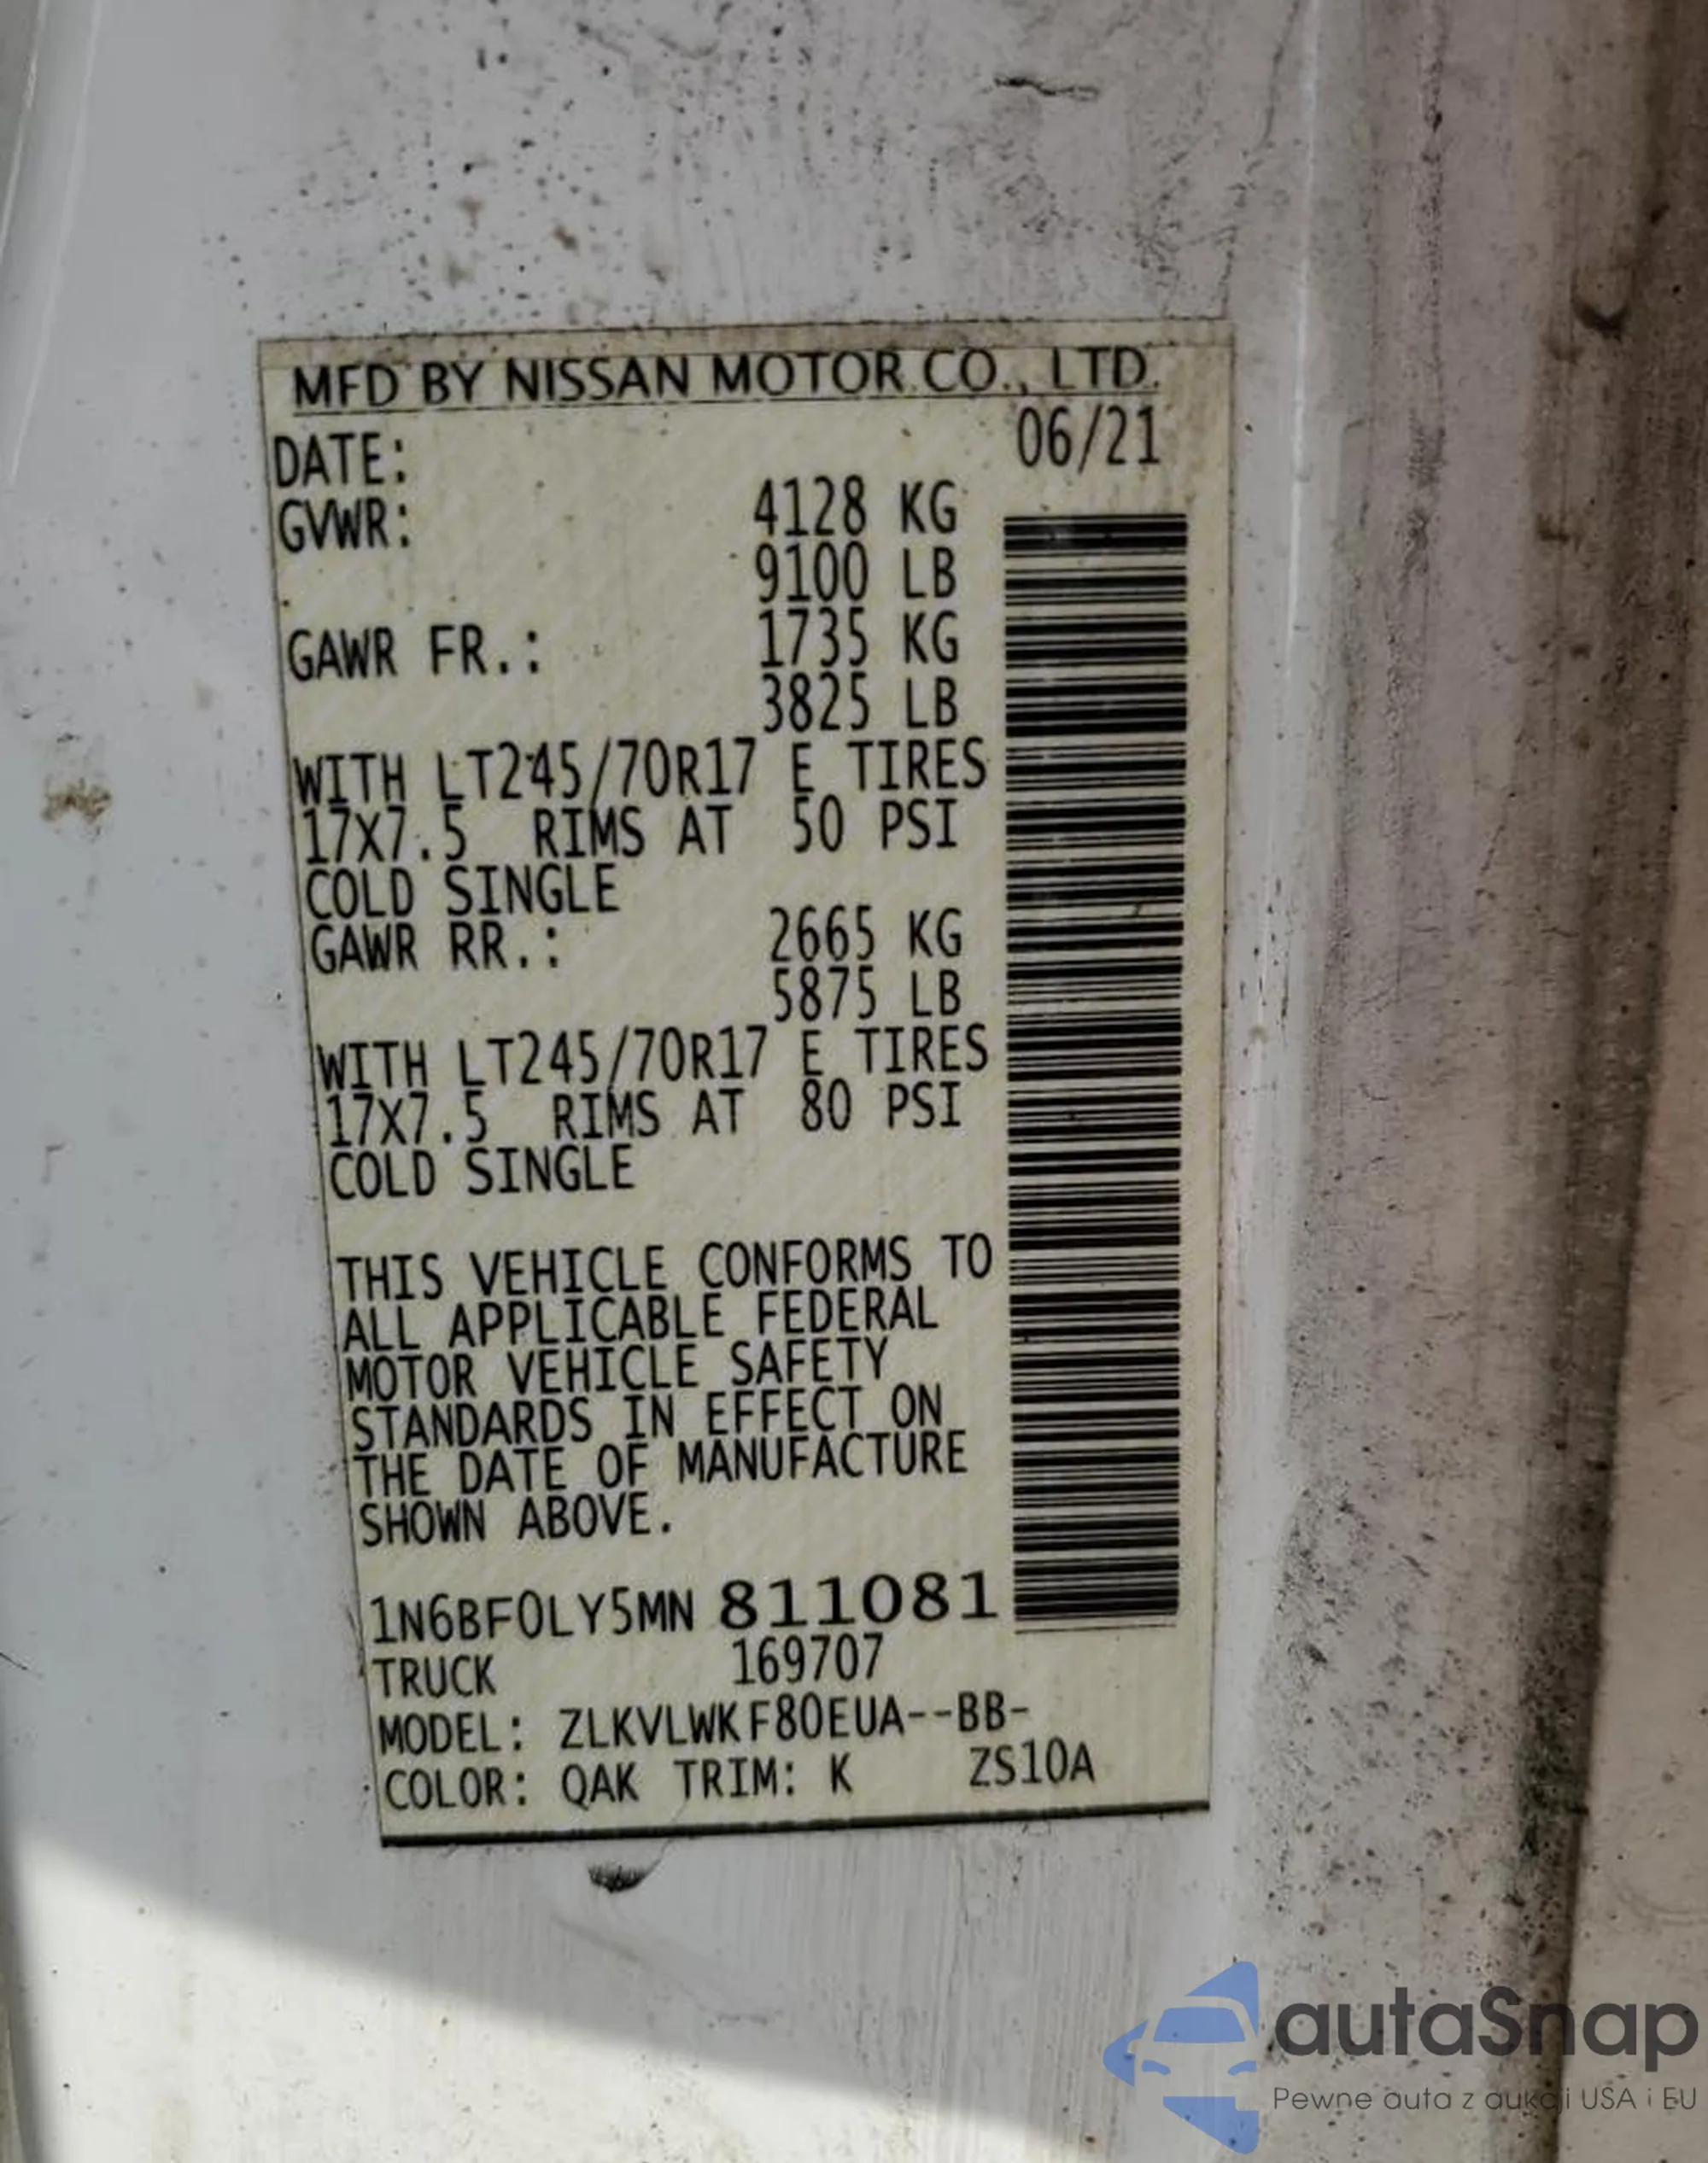 MFD BY NISSAN MOTOR CO., LTD.
DATE: 06/21
GVWR: 4128 KG
9100 LB
GAWR FR.: 1735 KG
3825 LB
WITH LT245/70R17 E TIRES
17X7.5 RIMS AT 50 PSI
COLD SINGLE
GAWR RR.: 2665 KG
5875 LB
WITH LT245/70R17 E TIRES
17X7.5 RIMS AT 80 PSI
COLD SINGLE
THIS VEHICLE CONFORMS TO
ALL APPLICABLE FEDERAL
MOTOR VEHICLE SAFETY
STANDARDS IN EFFECT ON
THE DATE OF MANUFACTURE
SHOWN ABOVE.
1N6BF0LY5MN 811081
TRUCK 169707
MODEL: ZLKVLWKF80EUA--BB-
COLOR: QAK TRIM: K ZS10A
autaSnap
Pewne auta z aukcji USA i EU